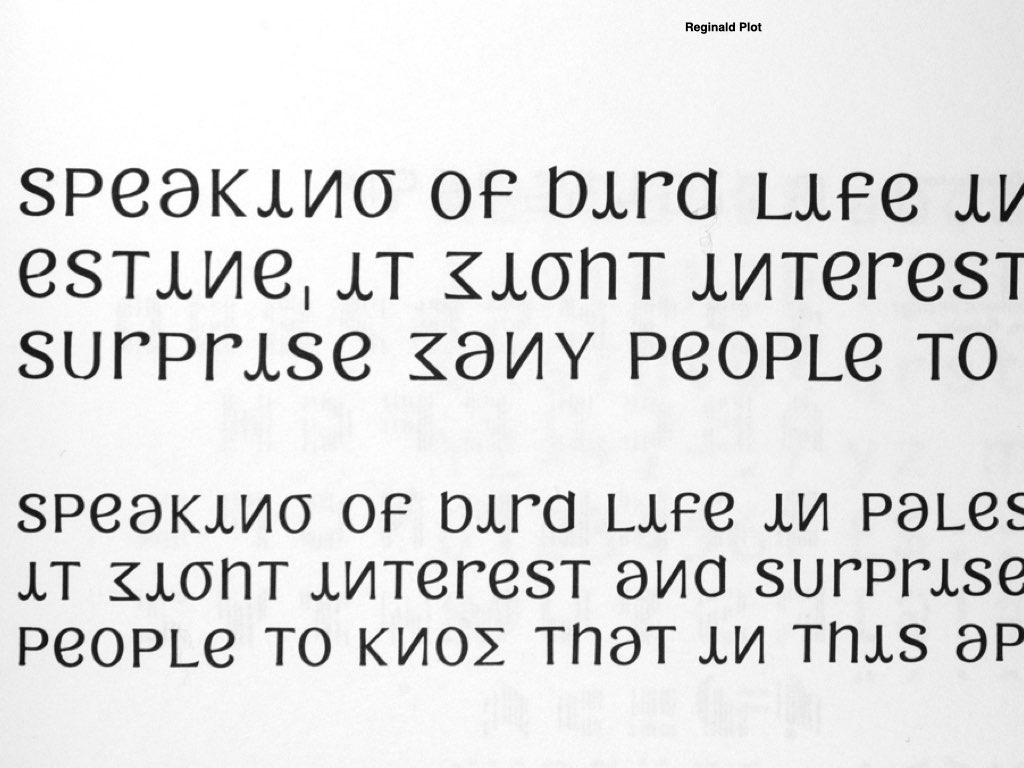 Reginald Plot
speaking of bird life in
estine, it might interest
surprise many people to
speaking of bird life in pales
it might interest and surprise
people to know that in this ap